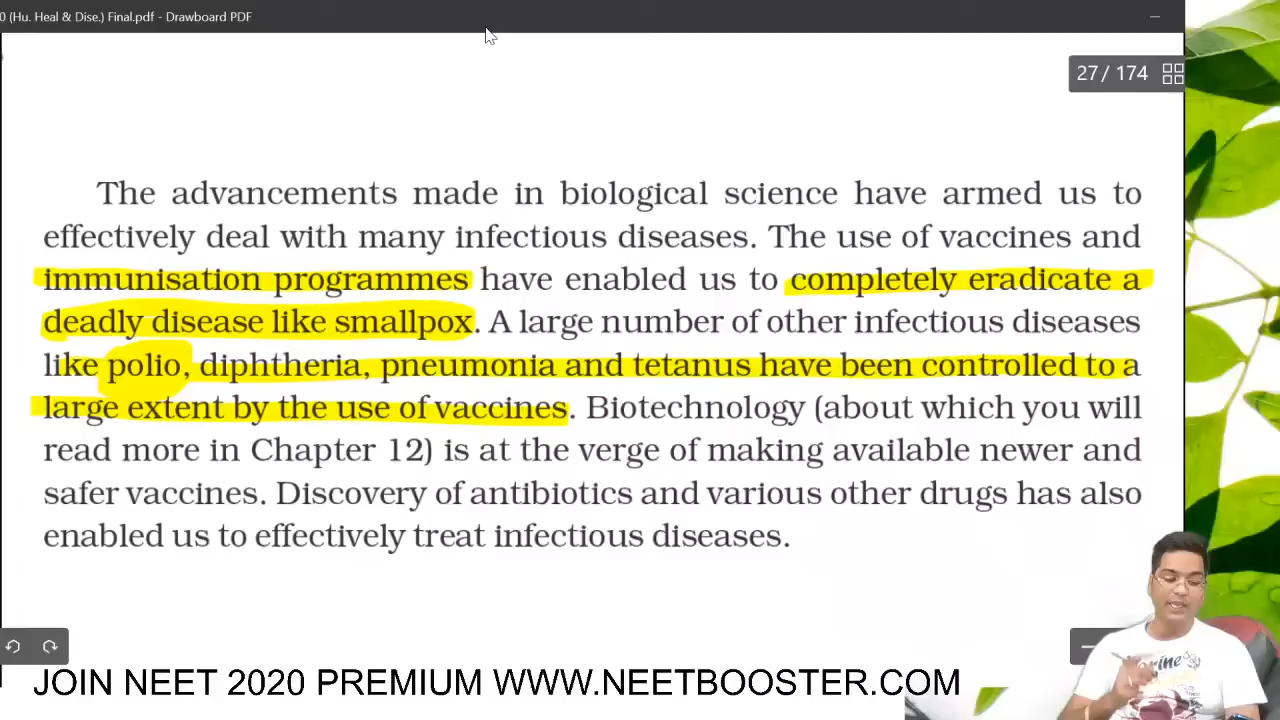 0 (Hu. Heal & Dise.) Final.pdf - Drawboard PDF
27 / 174
The advancements made in biological science have armed us to
effectively deal with many infectious diseases. The use of vaccines and
immunisation programmes have enabled us to completely eradicate a
deadly disease like smallpox. A large number of other infectious diseases
like polio, diphtheria, pneumonia and tetanus have been controlled to a
large extent by the use of vaccines. Biotechnology (about which you will
read more in Chapter 12) is at the verge of making available newer and
safer vaccines. Discovery of antibiotics and various other drugs has also
enabled us to effectively treat infectious diseases.
JOIN NEET 2020 PREMIUM WWW.NEETBOOSTER.COM